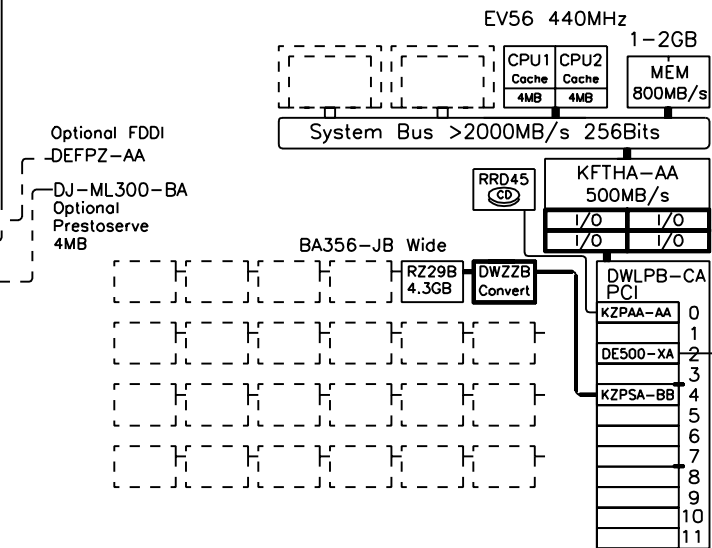 EV56 440MHz
1-2GB
CPU1
Cache
4MB
CPU2
Cache
4MB
MEM
800MB/s
System Bus >2000MB/s 256Bits
Optional FDDI
DEFPZ-AA
DJ-ML300-BA
Optional
Prestoserve
4MB
KFTHA-AA
500MB/s
I/O
I/O
I/O
I/O
RRD45
CD
BA356-JB Wide
RZ29B
4.3GB
DWZZB
Convert
DWLPB-CA
PCI
KZPAA-AA 0
1
DE500-XA 2
3
KZPSA-BB 4
5
6
7
8
9
10
11